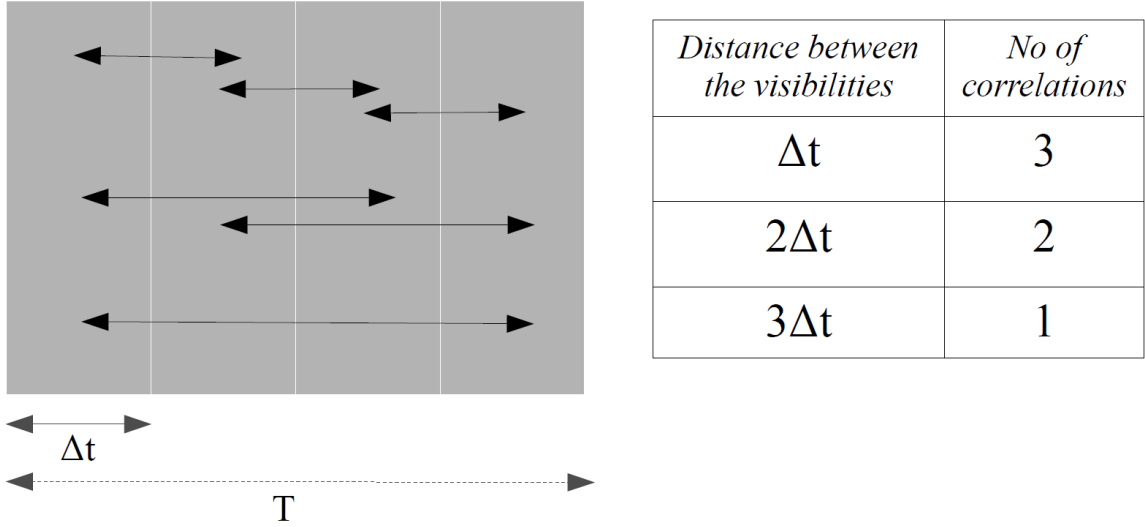 Δt
T
Distance between
the visibilities
No of
correlations
Δt
3
2Δt
2
3Δt
1